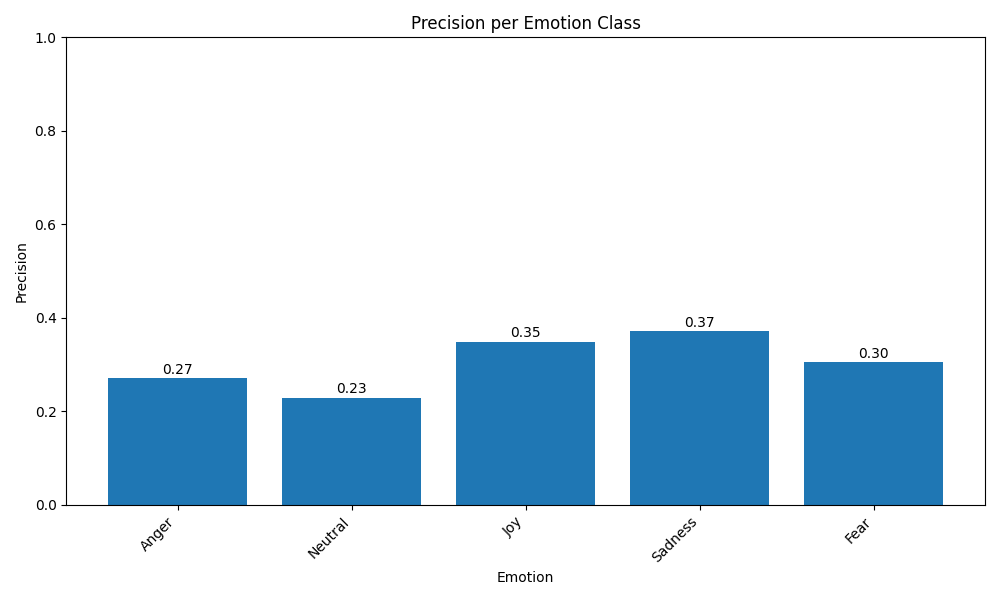 Precision per Emotion Class
1.0
0.8
0.6
0.4
0.2
0.0
Precision
0.27
0.23
0.35
0.37
0.30
Anger
Neutral
Joy
Sadness
Fear
Emotion